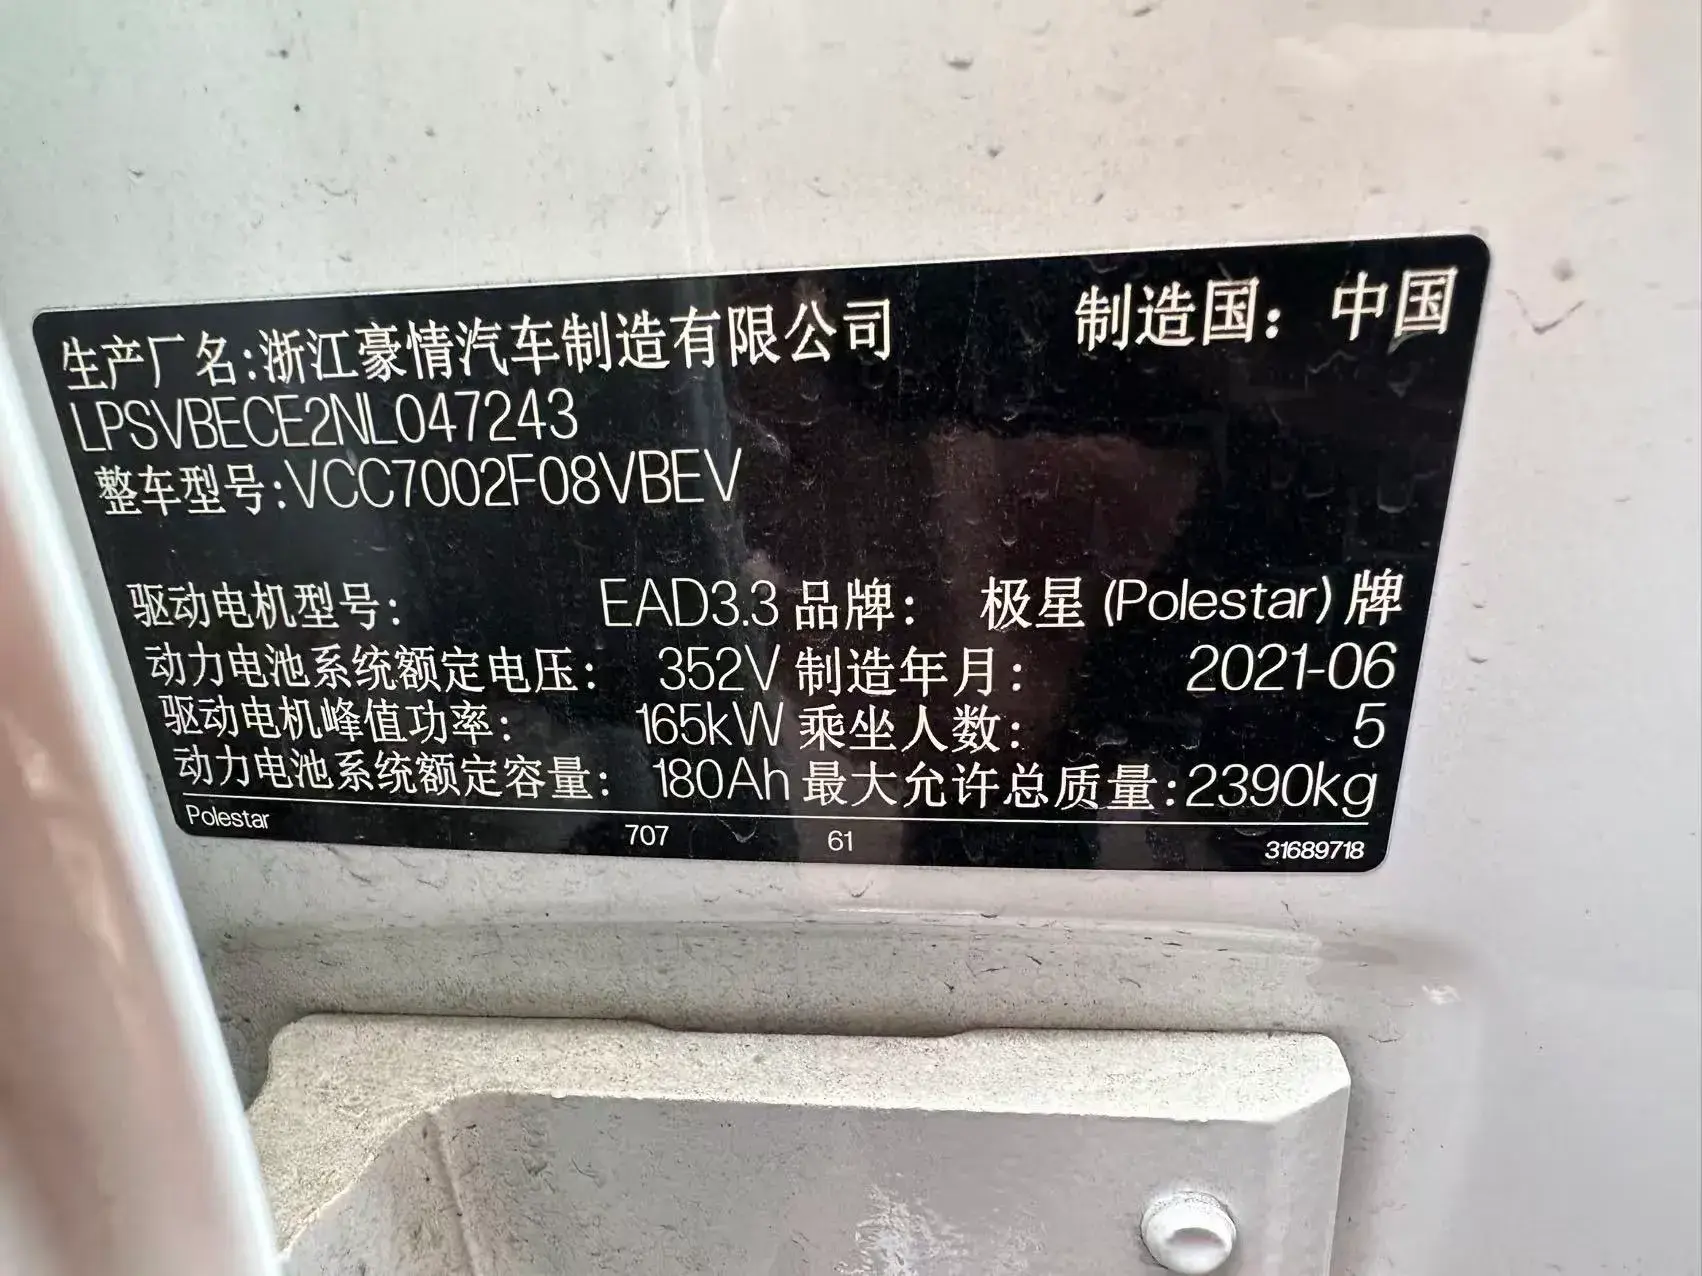 生产厂名:浙江豪情汽车制造有限公司 制造国：中国
LPSVBECE2NL047243
整车型号:VCC7002F08VBEV
驱动电机型号： EAD3.3 品牌： 极星(Polestar)牌
动力电池系统额定电压： 352V 制造年月： 2021-06
驱动电机峰值功率： 165kW 乘坐人数： 5
动力电池系统额定容量： 180Ah 最大允许总质量:2390kg
Polestar 707 61 31689718